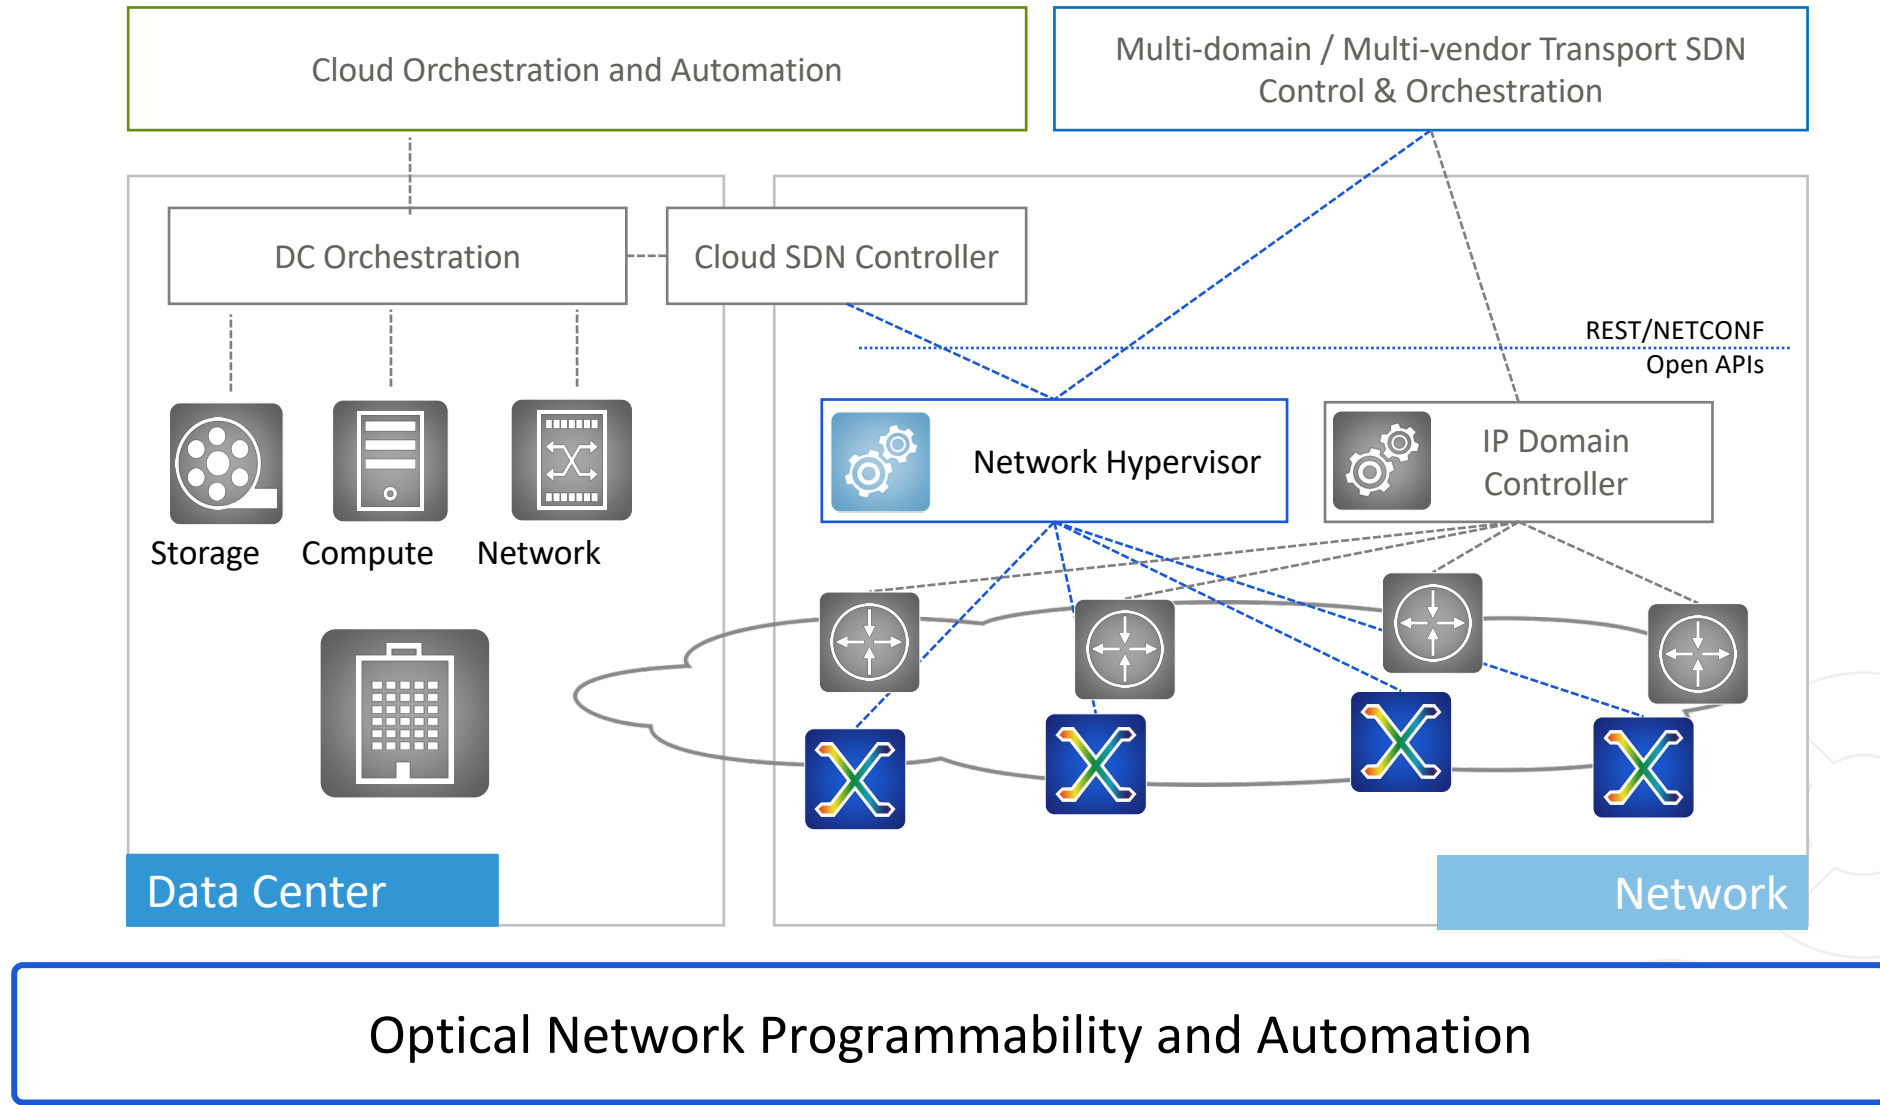 Cloud Orchestration and Automation
Multi-domain / Multi-vendor Transport SDN
Control & Orchestration
DC Orchestration
Cloud SDN Controller
REST/NETCONF
Open APIs
Network Hypervisor
IP Domain
Controller
Storage
Compute
Network
Data Center
Network
Optical Network Programmability and Automation